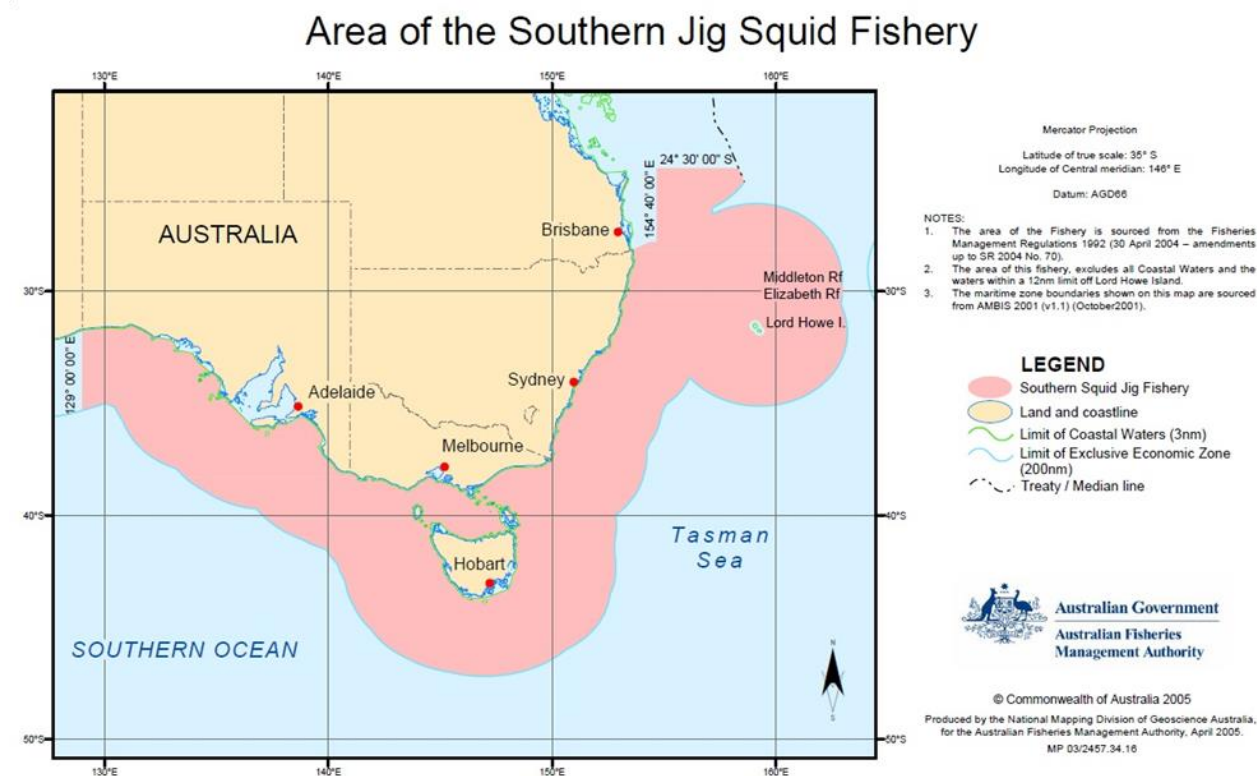 Area of the Southern Jig Squid Fishery
130°E
140°E
150°E
160°E
24° 30' 00" S
154° 40' 00" E
Brisbane
AUSTRALIA
Middleton Rf
Elizabeth Rf
30°S
30°S
Lord Howe I.
129° 00' 00" E
Sydney
Adelaide
Melbourne
40°S
40°S
Tasman
Sea
Hobart
SOUTHERN OCEAN
N
S
50°S
50°S
130°E
140°E
150°E
160°E
Mercator Projection
Latitude of true scale: 35° S
Longitude of Central meridian: 146° E
Datum: AGD66
NOTES:
1. The area of the Fishery is sourced from the Fisheries
Management Regulations 1992 (30 April 2004 – amendments
up to SR 2004 No. 70).
2. The area of this fishery, excludes all Coastal Waters and the
waters within a 12nm limit off Lord Howe Island.
3. The maritime zone boundaries shown on this map are sourced
from AMBIS 2001 (v1.1) (October2001).
LEGEND
Southern Squid Jig Fishery
Land and coastline
Limit of Coastal Waters (3nm)
Limit of Exclusive Economic Zone
(200nm)
Treaty / Median line
Australian Government
Australian Fisheries
Management Authority
© Commonwealth of Australia 2005
Produced by the National Mapping Division of Geoscience Australia,
for the Australian Fisheries Management Authority, April 2005.
MP 03/2457.34.16